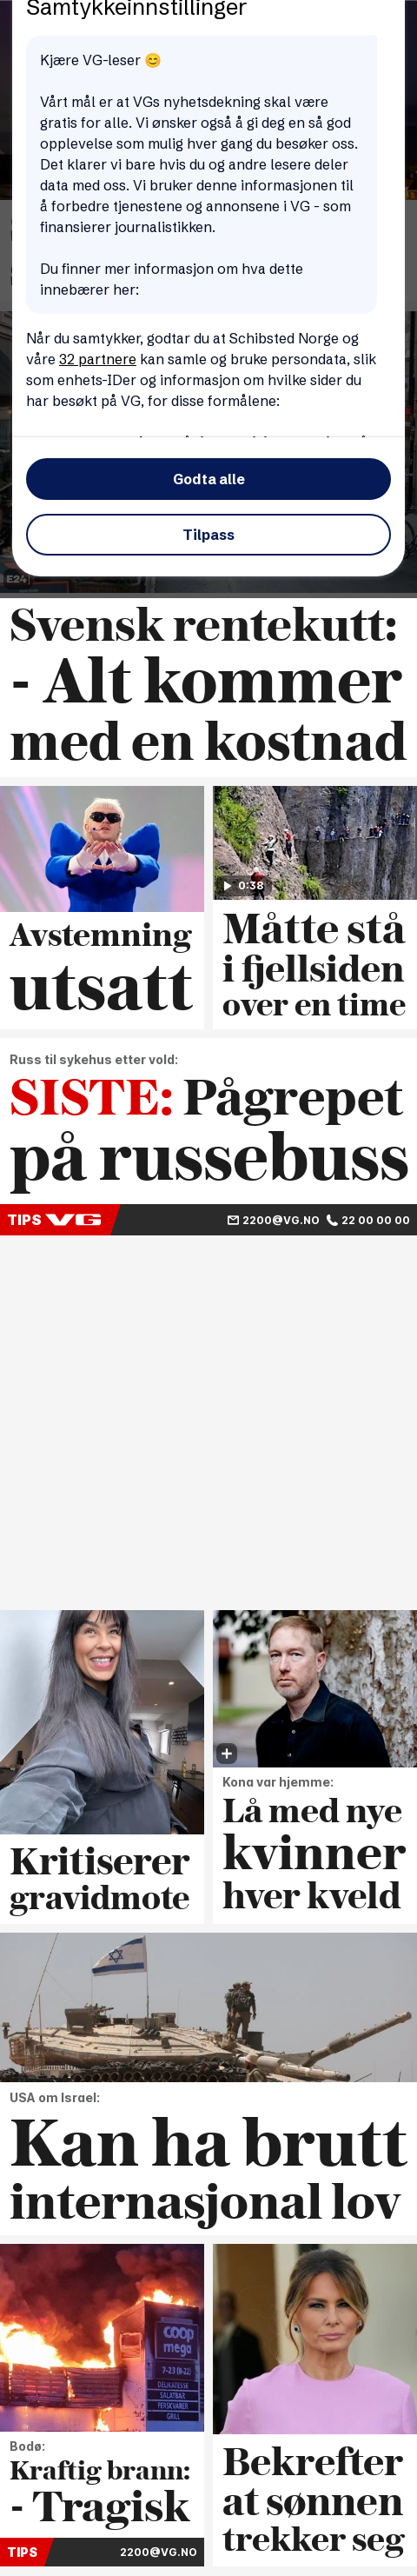 Samtykkeinnstillinger
Kjære VG-leser 😊
Vårt mål er at VGs nyhetsdekning skal være
gratis for alle. Vi ønsker også å gi deg en så god
opplevelse som mulig hver gang du besøker oss.
Det klarer vi bare hvis du og andre lesere deler
data med oss. Vi bruker denne informasjonen til
å forbedre tjenestene og annonsene i VG - som
finansierer journalistikken.
Du finner mer informasjon om hva dette
innebærer her:
Når du samtykker, godtar du at Schibsted Norge og
våre 32 partnere kan samle og bruke persondata, slik
som enhets-IDer og informasjon om hvilke sider du
har besøkt på VG, for disse formålene:
Godta alle
Tilpass
E24
Svensk rentekutt:
- Alt kommer
med en kostnad
0:38
Avstemning
utsatt
Måtte stå
i fjellsiden
over en time
Russ til sykehus etter vold:
SISTE: Pågrepet
på russebuss
TIPS VG 2200@VG.NO 22 00 00 00
Kritiserer
gravidmote
Kona var hjemme:
Lå med nye
kvinner
hver kveld
USA om Israel:
Kan ha brutt
internasjonal lov
coop
mega
7-23 (8-22)
DELIKATESSE
SALATBAR
FERSKVARER
GRILL
Bodø:
Kraftig brann:
- Tragisk
TIPS 2200@VG.NO
Bekrefter
at sønnen
trekker seg